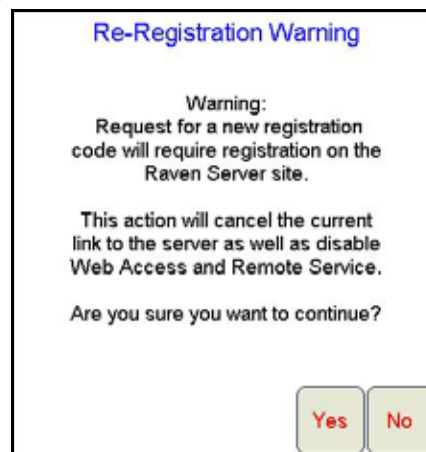 Re-Registration Warning
Warning:
Request for a new registration
code will require registration on the
Raven Server site.
This action will cancel the current
link to the server as well as disable
Web Access and Remote Service.
Are you sure you want to continue?
Yes No